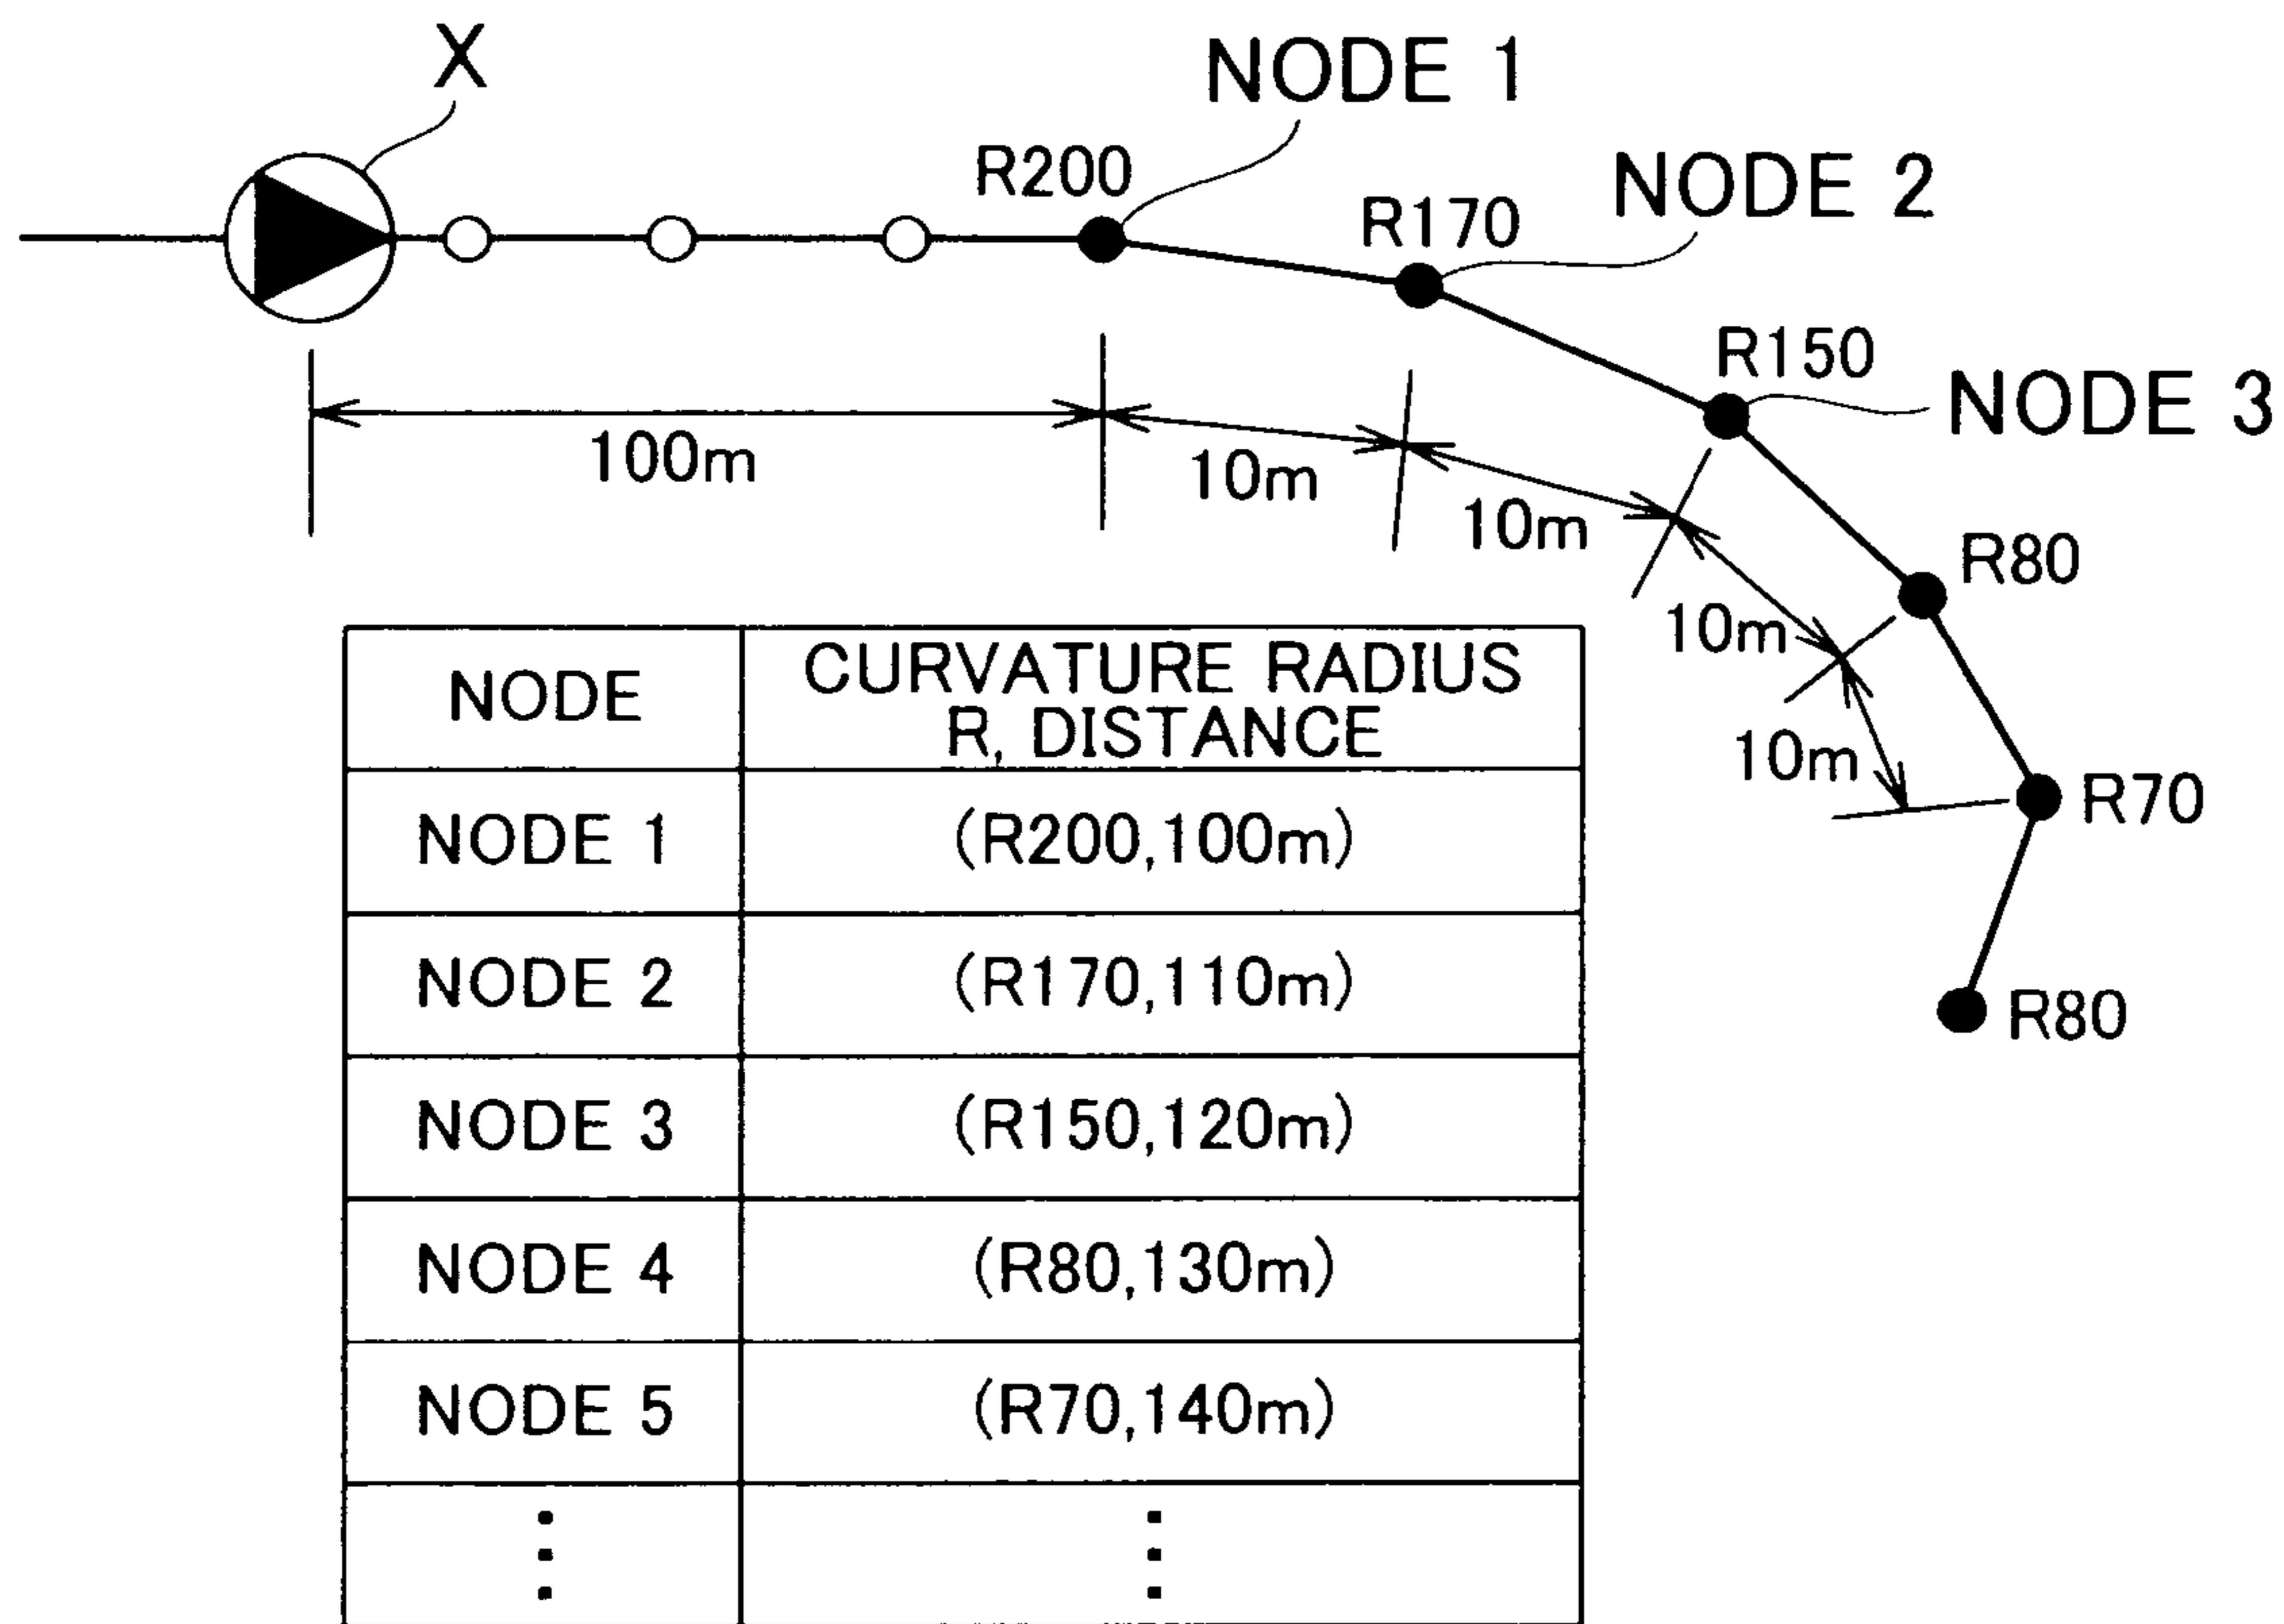 X
NODE 1
R200
NODE 2
R170
R150
NODE 3
100m
10m
10m
R80
10m
10m
R70
R80
NODE
CURVATURE RADIUS
R, DISTANCE
NODE 1
(R200,100m)
NODE 2
(R170,110m)
NODE 3
(R150,120m)
NODE 4
(R80,130m)
NODE 5
(R70,140m)
⋮
⋮